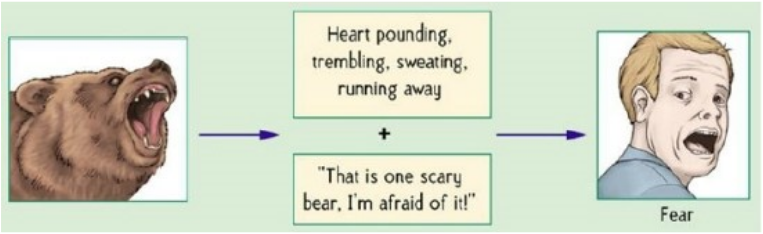 Heart pounding,
trembling, sweating,
running away
+
"That is one scary
bear, I'm afraid of it!"
Fear